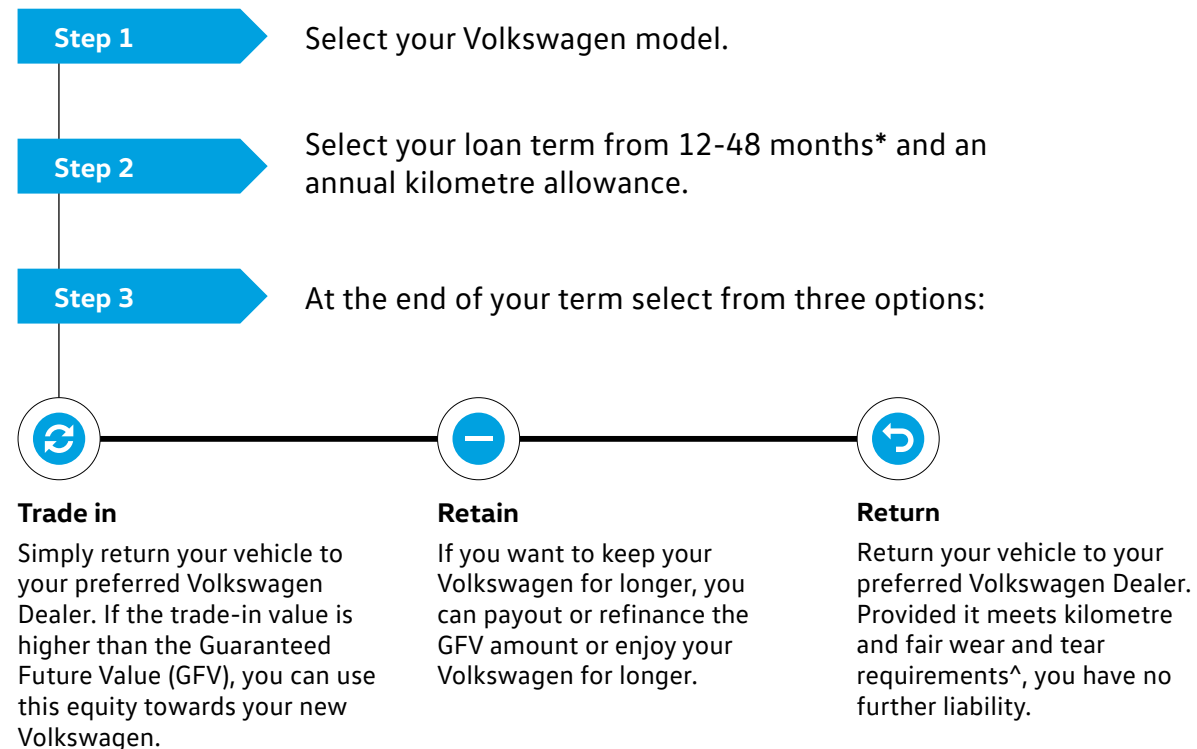 Step 1
Select your Volkswagen model.
Step 2
Select your loan term from 12-48 months* and an
annual kilometre allowance.
Step 3
At the end of your term select from three options:
Trade in
Simply return your vehicle to
your preferred Volkswagen
Dealer. If the trade-in value is
higher than the Guaranteed
Future Value (GFV), you can use
this equity towards your new
Volkswagen.
Retain
If you want to keep your
Volkswagen for longer, you
can payout or refinance the
GFV amount or enjoy your
Volkswagen for longer.
Return
Return your vehicle to your
preferred Volkswagen Dealer.
Provided it meets kilometre
and fair wear and tear
requirements^, you have no
further liability.